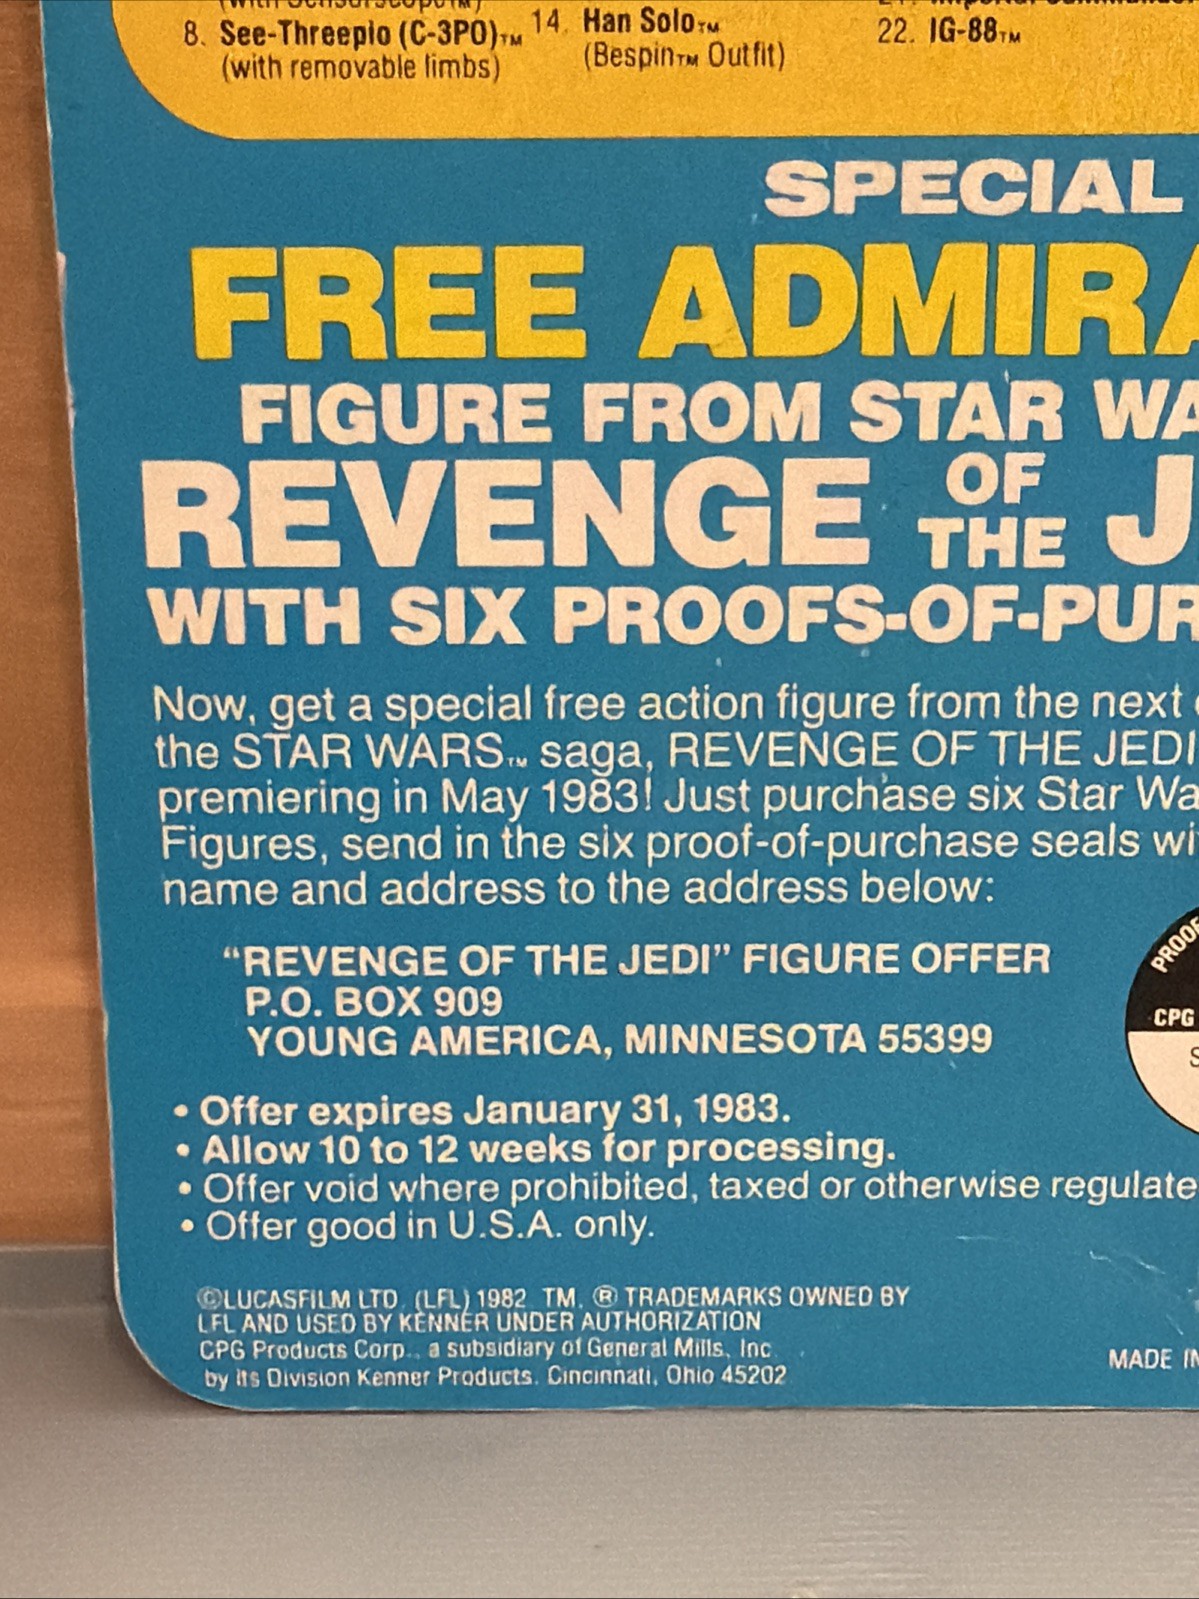 (with Sensorscope™)
8. See-Threepio (C-3PO)™
(with removable limbs)
14. Han Solo™
(Bespin™ Outfit)
22. IG-88™
SPECIAL
FREE ADMIRA
FIGURE FROM STAR WA
REVENGE OF THE J
WITH SIX PROOFS-OF-PUR
Now, get a special free action figure from the next
the STAR WARS™ saga, REVENGE OF THE JEDI
premiering in May 1983! Just purchase six Star Wa
Figures, send in the six proof-of-purchase seals wi
name and address to the address below:
"REVENGE OF THE JEDI" FIGURE OFFER
P.O. BOX 909
YOUNG AMERICA, MINNESOTA 55399
PROOF
CPG
S
• Offer expires January 31, 1983.
• Allow 10 to 12 weeks for processing.
• Offer void where prohibited, taxed or otherwise regulate
• Offer good in U.S.A. only.
©LUCASFILM LTD. (LFL) 1982 TM. ® TRADEMARKS OWNED BY
LFL AND USED BY KENNER UNDER AUTHORIZATION
CPG Products Corp., a subsidiary of General Mills, Inc.
by its Division Kenner Products, Cincinnati, Ohio 45202
MADE IN